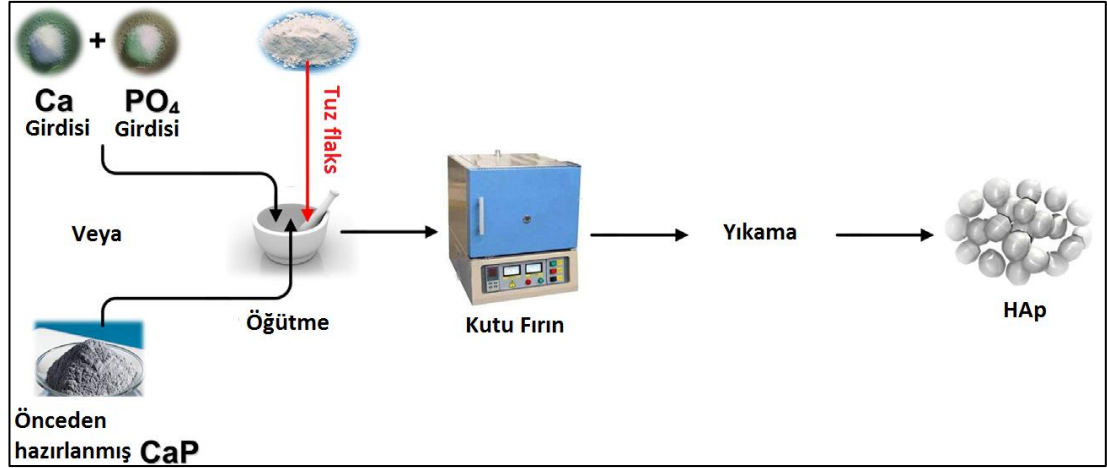 +
Ca PO₄
Girdisi Girdisi
Tuz flaks
Veya
Öğütme
Kutu Fırın
Yıkama
HAp
Önceden
hazırlanmış CaP